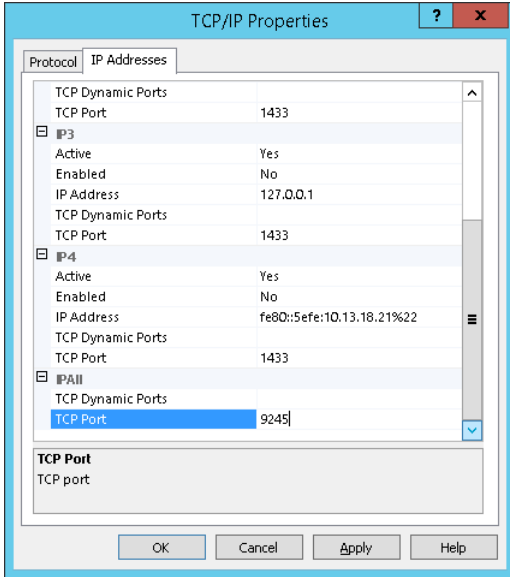 TCP/IP Properties
? x
Protocol IP Addresses
TCP Dynamic Ports
TCP Port 1433
IP3
Active Yes
Enabled No
IP Address 127.0.0.1
TCP Dynamic Ports
TCP Port 1433
IP4
Active Yes
Enabled No
IP Address fe80::5efe:10.13.18.21%22
TCP Dynamic Ports
TCP Port 1433
IPAll
TCP Dynamic Ports
TCP Port 9245
TCP Port
TCP port
OK Cancel Apply Help